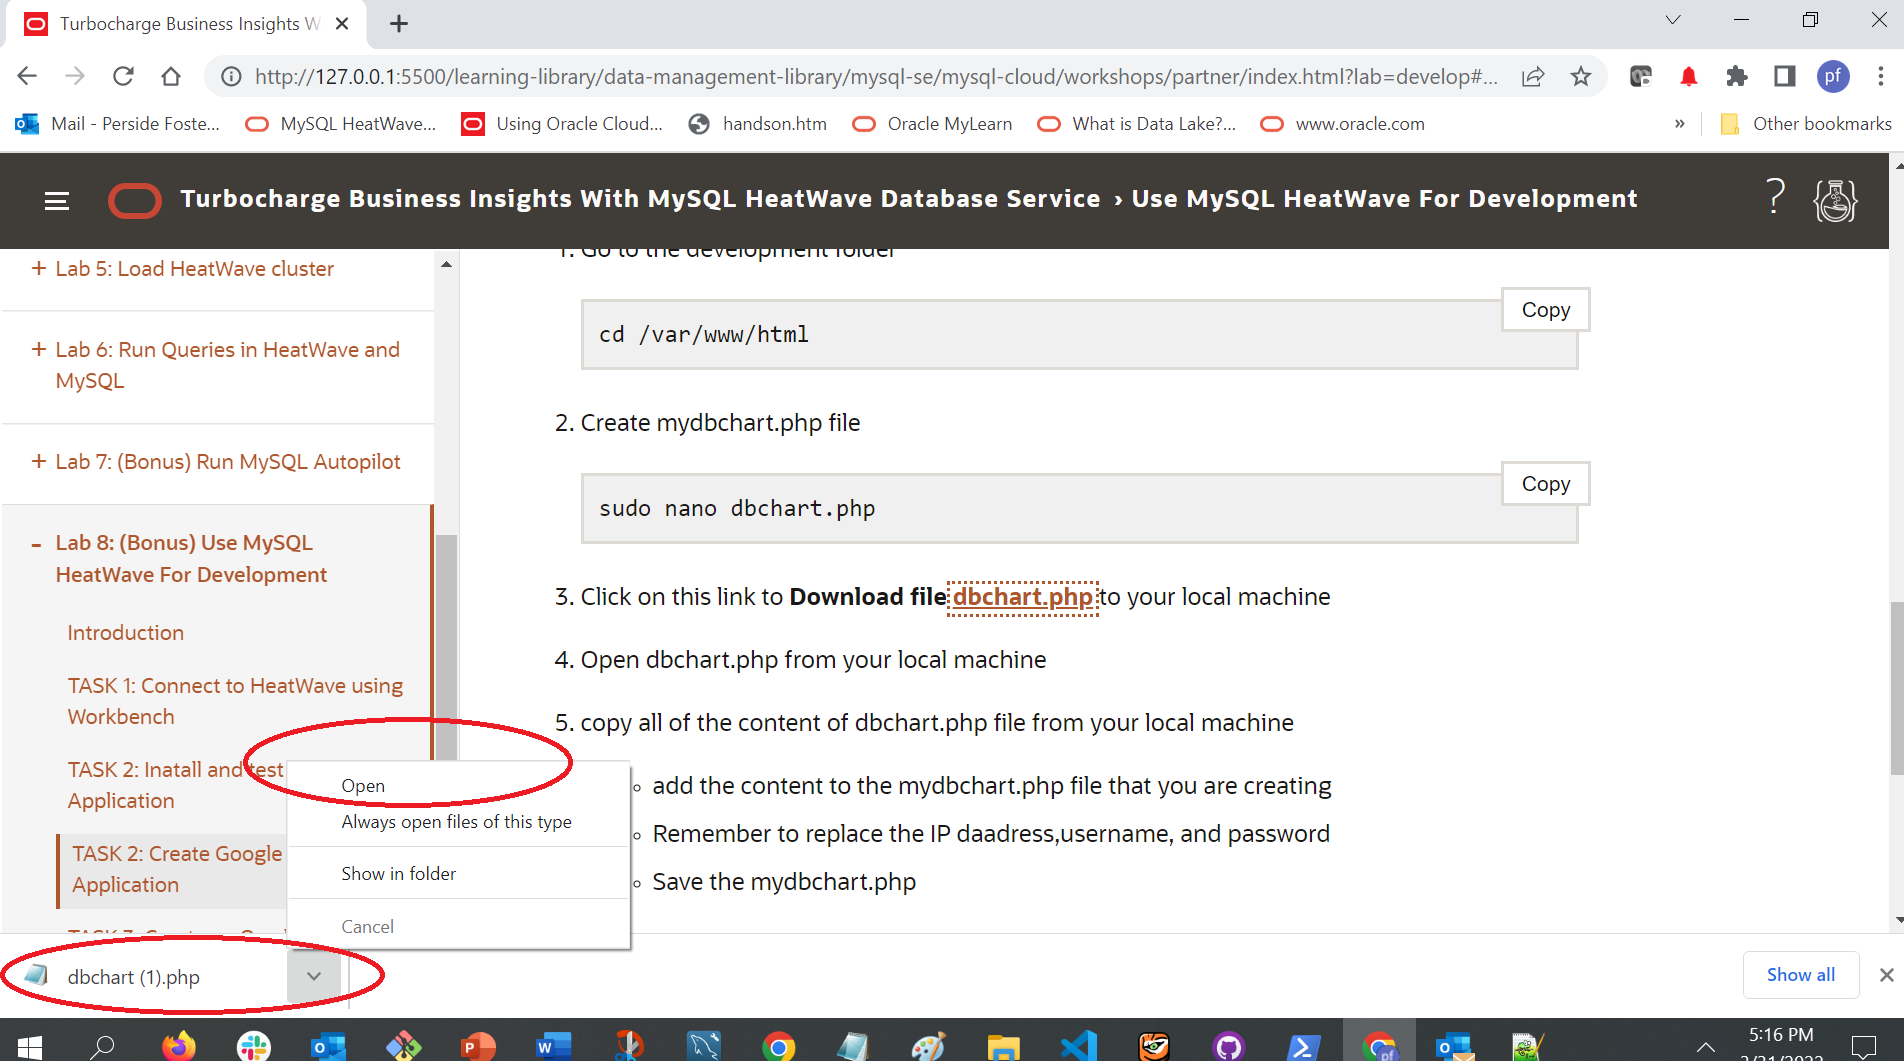 Turbocharge Business Insights W
http://127.0.0.1:5500/learning-library/data-management-library/mysql-se/mysql-cloud/workshops/partner/index.html?lab=develop#...
pf
Mail - Perside Foste...
MySQL HeatWave...
Using Oracle Cloud...
handson.htm
Oracle MyLearn
What is Data Lake?...
www.oracle.com
»
Other bookmarks
Turbocharge Business Insights With MySQL HeatWave Database Service › Use MySQL HeatWave For Development
?
+ Lab 5: Load HeatWave cluster
+ Lab 6: Run Queries in HeatWave and
MySQL
+ Lab 7: (Bonus) Run MySQL Autopilot
- Lab 8: (Bonus) Use MySQL
HeatWave For Development
Introduction
TASK 1: Connect to HeatWave using
Workbench
TASK 2: Inatall and test
Application
TASK 2: Create Google
Application
1. Go to the development folder
Copy
cd /var/www/html
2. Create mydbchart.php file
Copy
sudo nano dbchart.php
3. Click on this link to Download file dbchart.php to your local machine
4. Open dbchart.php from your local machine
5. copy all of the content of dbchart.php file from your local machine
add the content to the mydbchart.php file that you are creating
Remember to replace the IP daadress,username, and password
Save the mydbchart.php
Open
Always open files of this type
Show in folder
Cancel
dbchart (1).php
Show all
5:16 PM